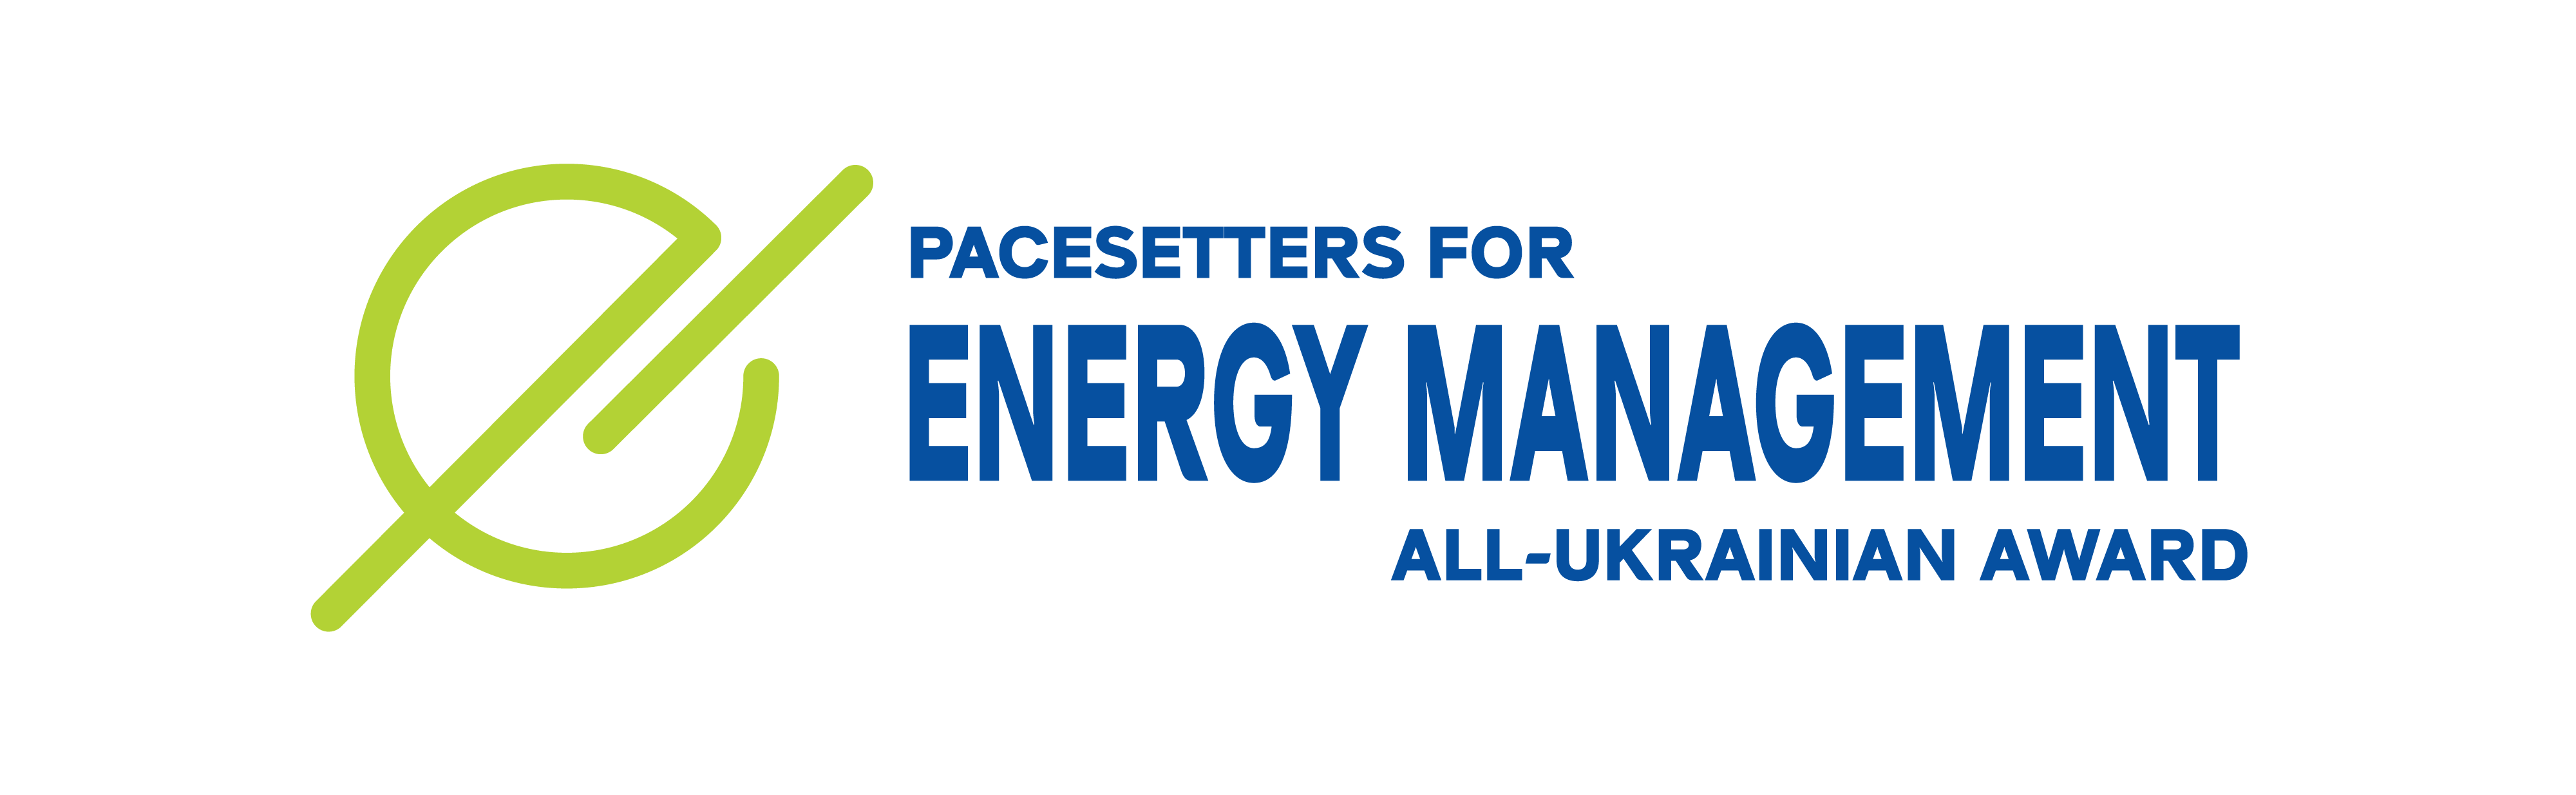 PACESETTERS FOR
ENERGY MANAGEMENT
ALL-UKRAINIAN AWARD